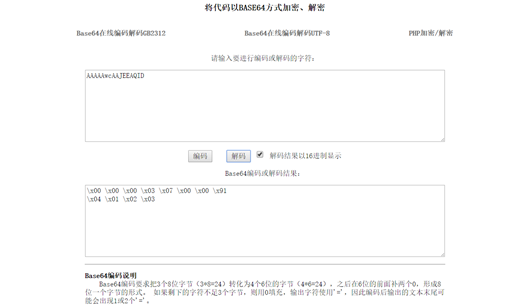 将代码以BASE64方式加密、解密
Base64在线编码解码GB2312 Base64在线编码解码UTF-8 PHP加密/解密
请输入要进行编码或解码的字符：
AAAAAwcAAJEEAQID
编码 解码 解码结果以16进制显示
Base64编码或解码结果：
\x00 \x00 \x00 \x03 \x07 \x00 \x00 \x91
\x04 \x01 \x02 \x03
Base64编码说明
Base64编码要求把3个8位字节（3*8=24）转化为4个6位的字节（4*6=24），之后在6位的前面补两个0，形成8
位一个字节的形式。 如果剩下的字符不足3个字节，则用0填充，输出字符使用'='，因此编码后输出的文本末尾可
能会出现1或2个'='。